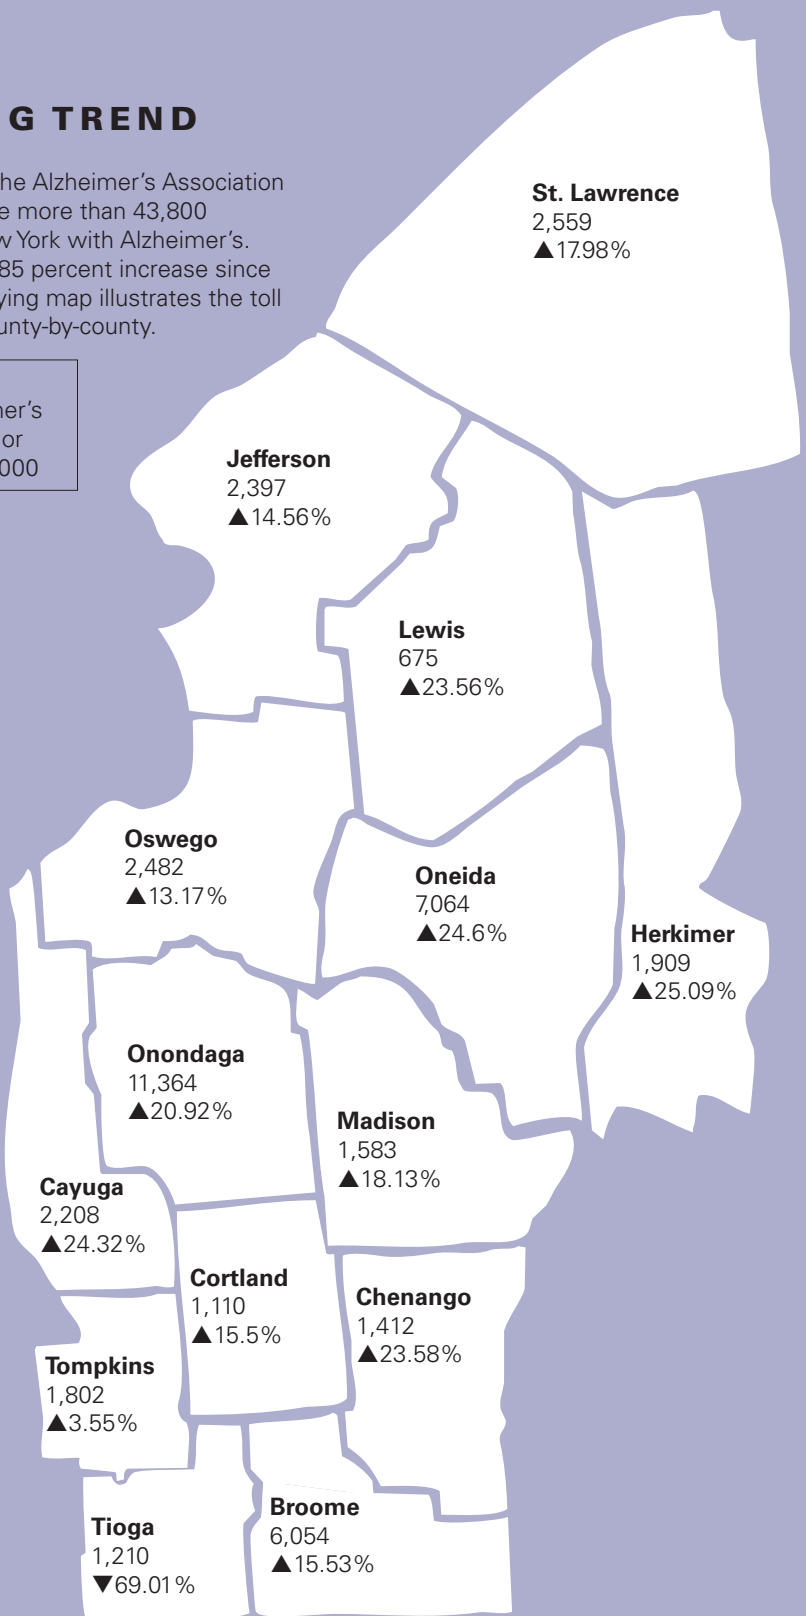 G TREND
he Alzheimer's Association
e more than 43,800
w York with Alzheimer's.
85 percent increase since
ying map illustrates the toll
unty-by-county.
ner's
or
000
St. Lawrence
2,559
▲17.98%
Jefferson
2,397
▲14.56%
Lewis
675
▲23.56%
Oswego
2,482
▲13.17%
Oneida
7,064
▲24.6%
Herkimer
1,909
▲25.09%
Onondaga
11,364
▲20.92%
Madison
1,583
▲18.13%
Cayuga
2,208
▲24.32%
Cortland
1,110
▲15.5%
Chenango
1,412
▲23.58%
Tompkins
1,802
▲3.55%
Broome
6,054
▲15.53%
Tioga
1,210
▼69.01%